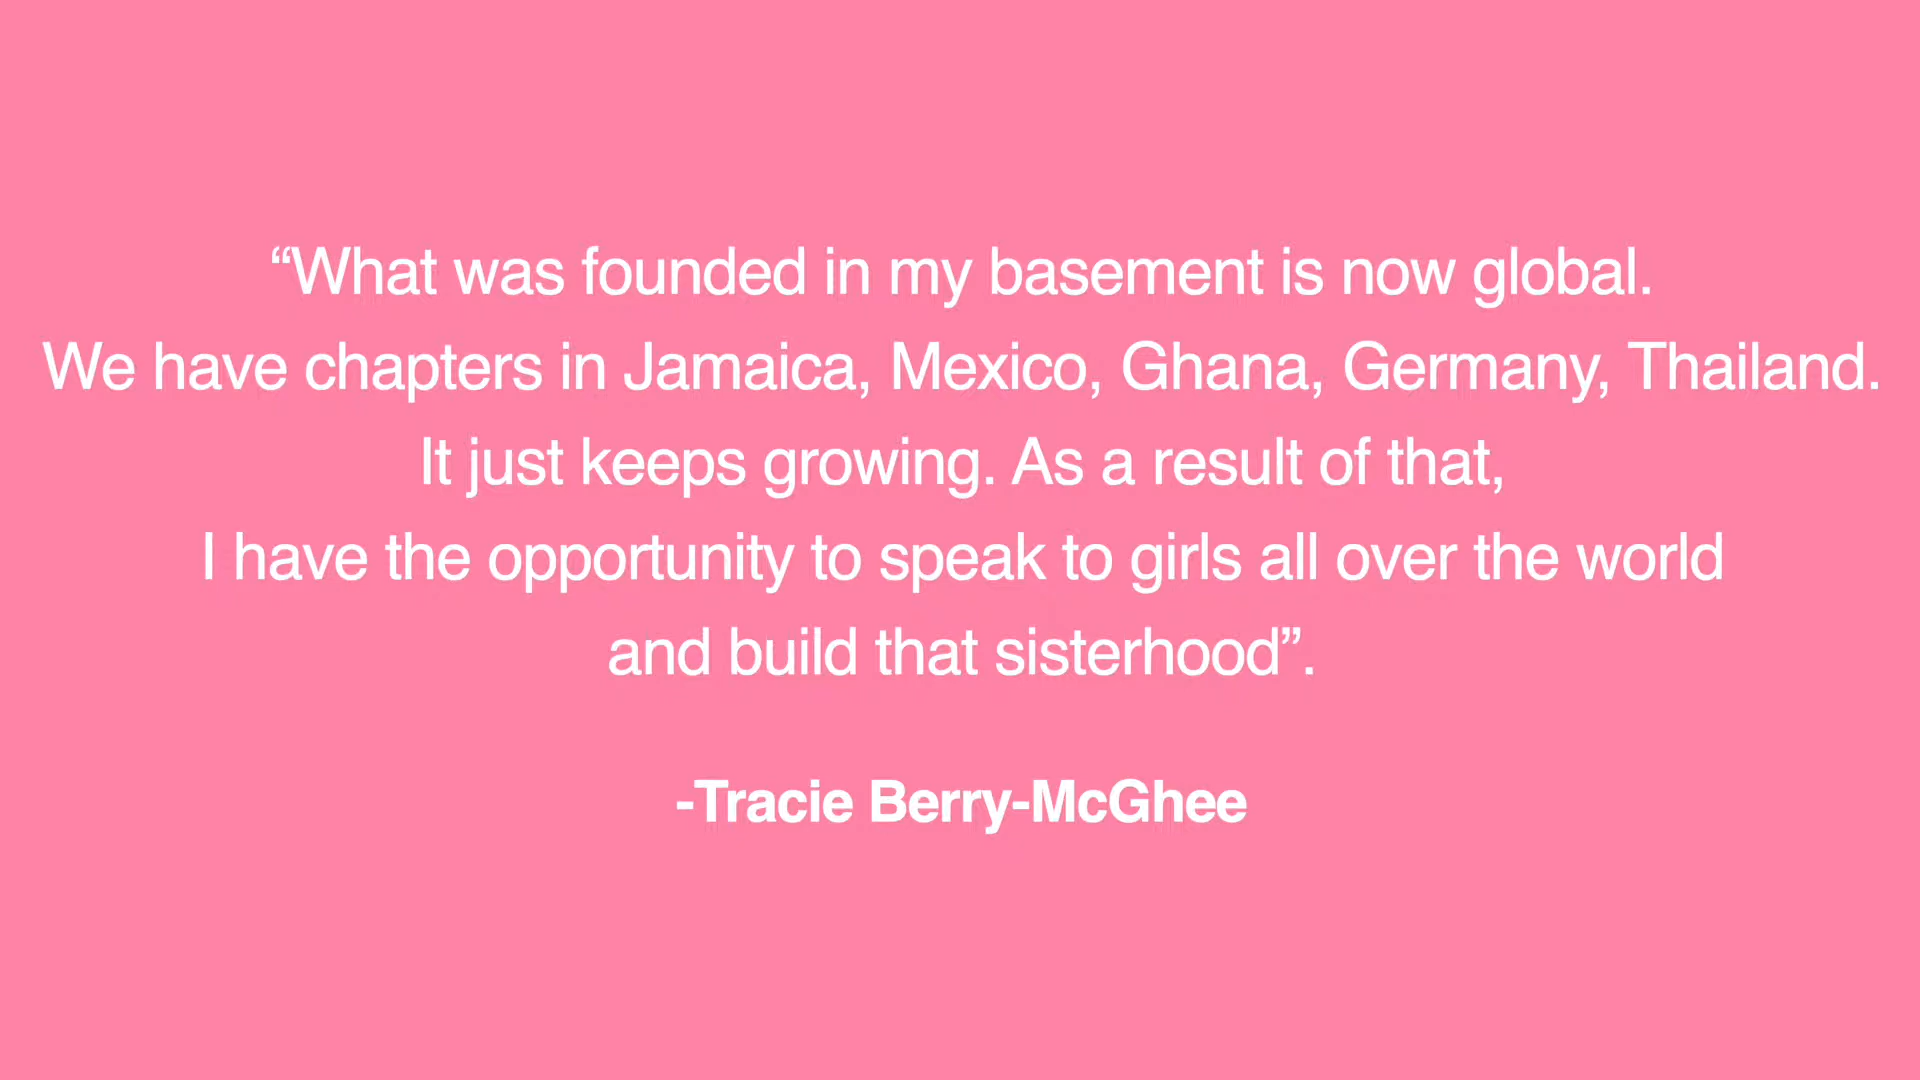 “What was founded in my basement is now global.
We have chapters in Jamaica, Mexico, Ghana, Germany, Thailand.
It just keeps growing. As a result of that,
I have the opportunity to speak to girls all over the world
and build that sisterhood”.
-Tracie Berry-McGhee